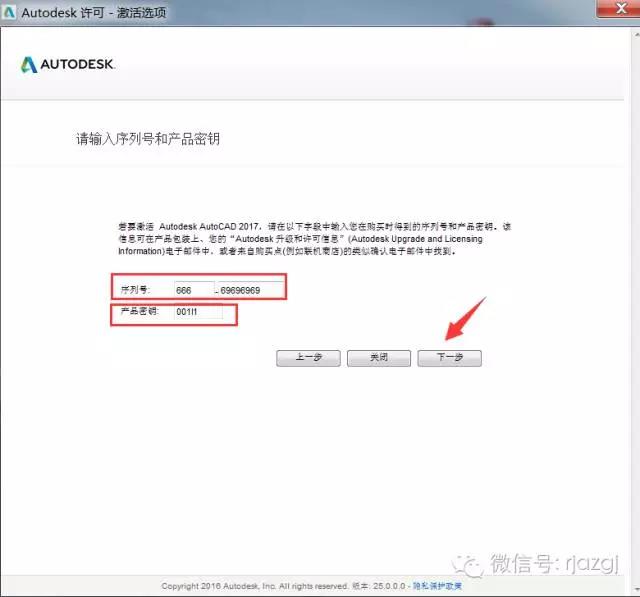 Autodesk 许可 - 激活选项
AUTODESK.
请输入序列号和产品密钥
若要激活 Autodesk AutoCAD 2017，请在以下字段中输入您在购买时得到的序列号和产品密钥。该
信息可在产品包装上、您的“Autodesk 升级和许可信息”(Autodesk Upgrade and Licensing
Information)电子邮件中，或者来自购买点(例如联机商店)的类似确认电子邮件中找到。
序列号: 666 - 69696969
产品密钥: 001I1
上一步 关闭 下一步
微信号: rjazgj
Copyright 2016 Autodesk, Inc. All rights reserved. 版本: 25.0.0.0 - 隐私保护政策